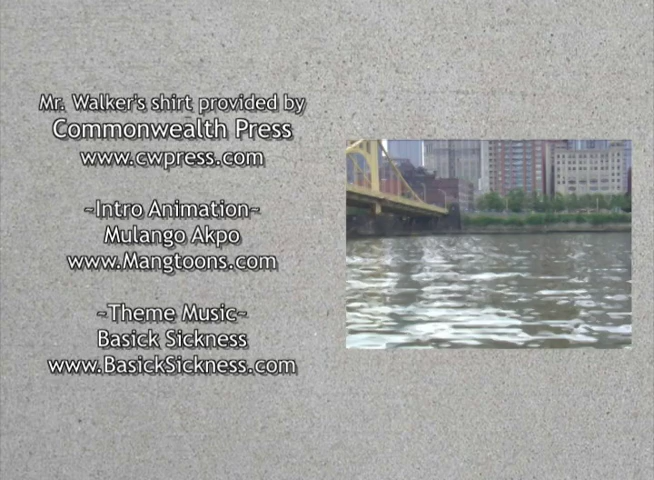 Mr. Walker's shirt provided by
Commonwealth Press
www.cwpress.com
~Intro Animation~
Mulango Akpo
www.Mangtoons.com
~Theme Music~
Basick Sickness
www.BasickSickness.com